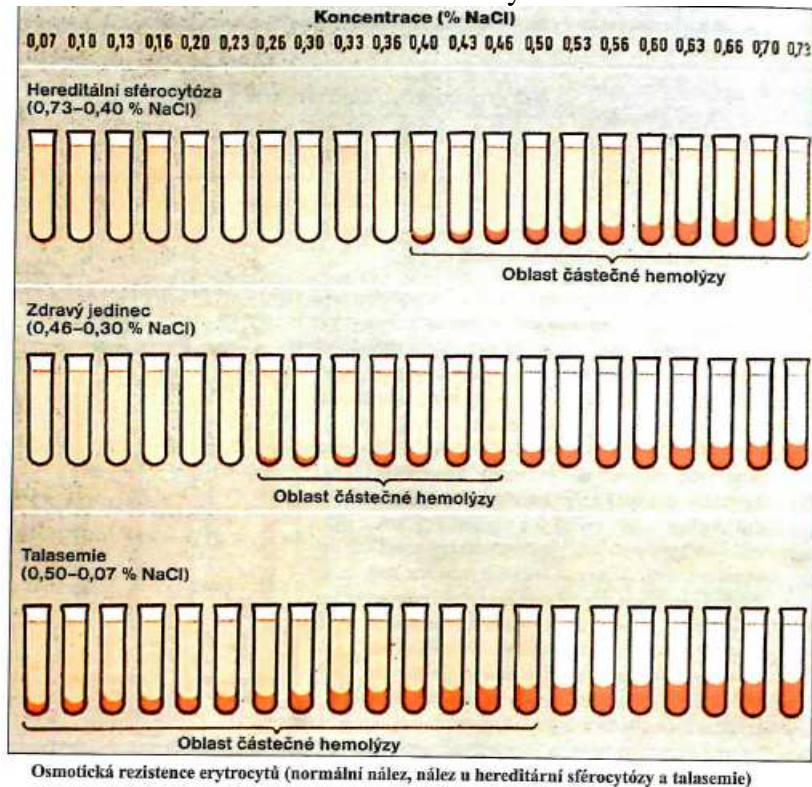 Koncentrace (% NaCl)
0,07 0,10 0,13 0,16 0,20 0,23 0,26 0,30 0,33 0,36 0,40 0,43 0,46 0,50 0,53 0,56 0,60 0,63 0,66 0,70 0,73
Hereditální sférocytóza
(0,73–0,40 % NaCl)
Oblast částečné hemolýzy
Zdravý jedinec
(0,46–0,30 % NaCl)
Oblast částečné hemolýzy
Talasemie
(0,50–0,07 % NaCl)
Oblast částečné hemolýzy
Osmotická rezistence erytrocytů (normální nález, nález u hereditární sférocytózy a talasemie)